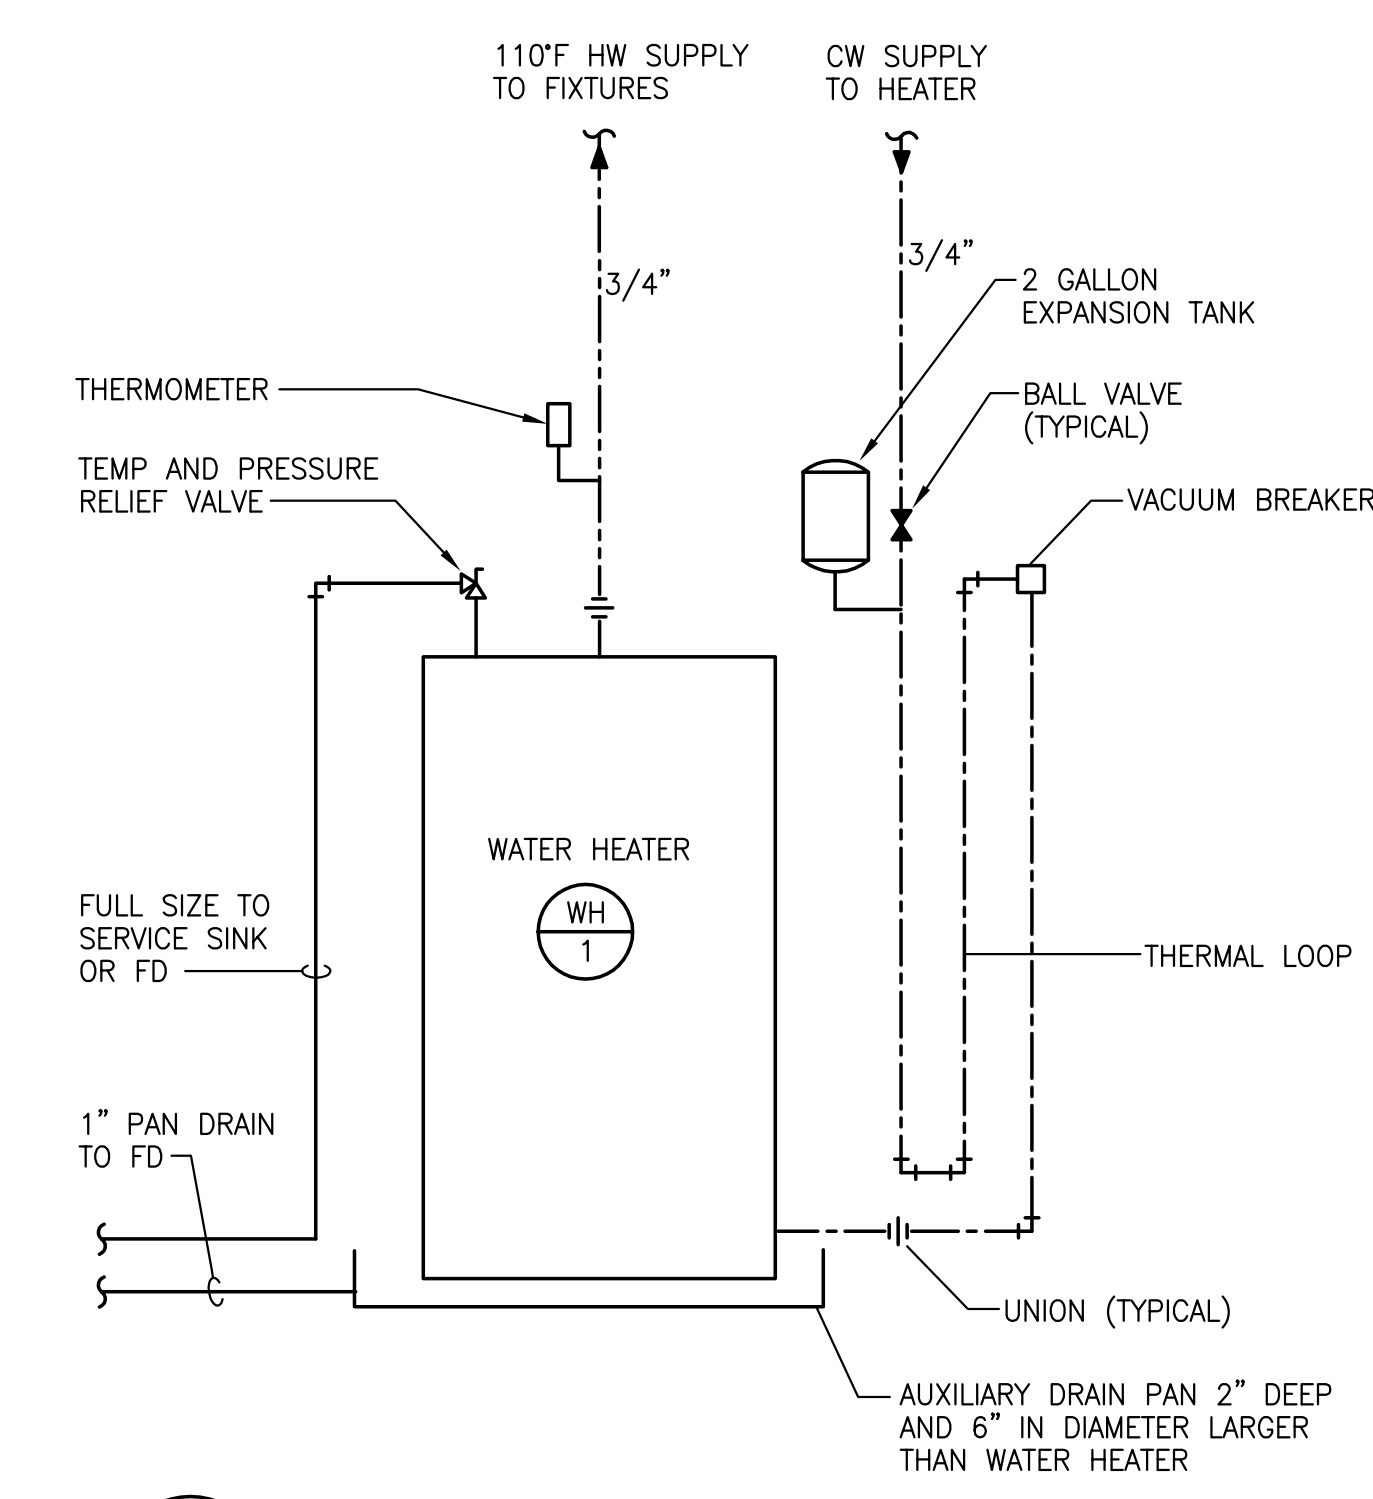 110°F HW SUPPLY
TO FIXTURES
CW SUPPLY
TO HEATER
3/4"
3/4"
2 GALLON
EXPANSION TANK
THERMOMETER
BALL VALVE
(TYPICAL)
TEMP AND PRESSURE
RELIEF VALVE
VACUUM BREAKER
WATER HEATER
WH
1
FULL SIZE TO
SERVICE SINK
OR FD
THERMAL LOOP
1" PAN DRAIN
TO FD
UNION (TYPICAL)
AUXILIARY DRAIN PAN 2" DEEP
AND 6" IN DIAMETER LARGER
THAN WATER HEATER